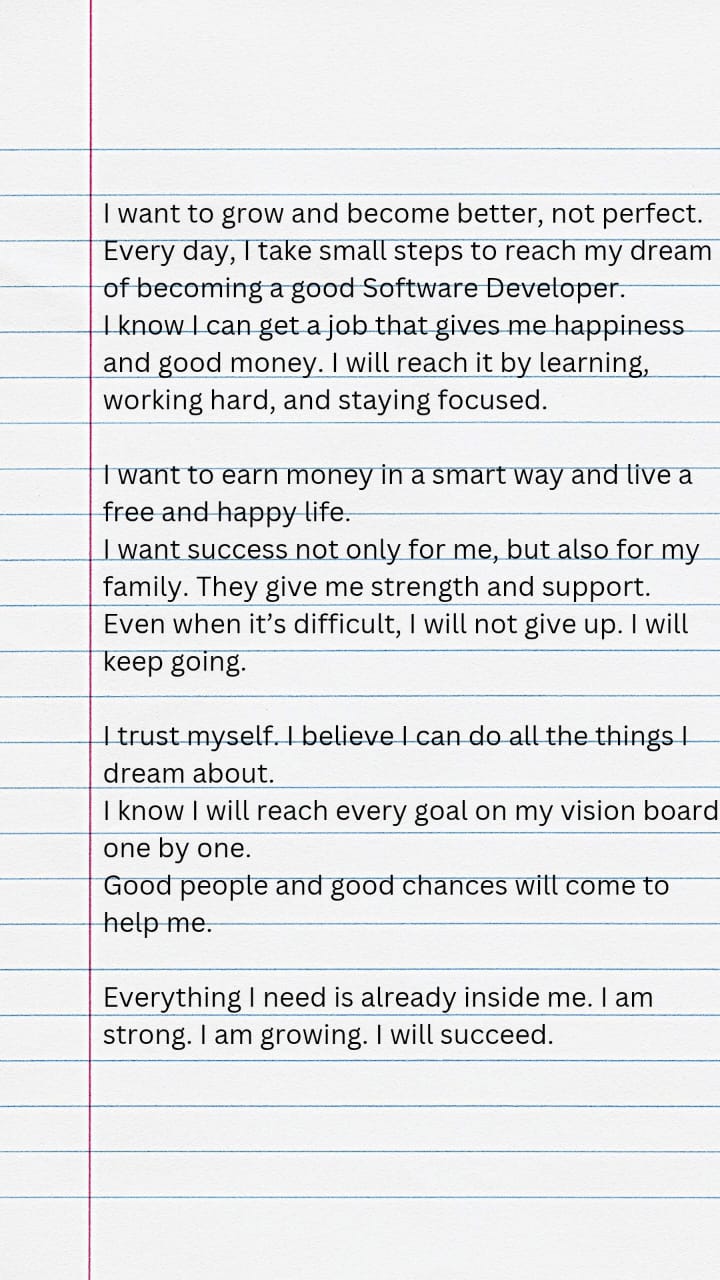 I want to grow and become better, not perfect.
Every day, I take small steps to reach my dream
of becoming a good Software Developer.
I know I can get a job that gives me happiness
and good money. I will reach it by learning,
working hard, and staying focused.
I want to earn money in a smart way and live a
free and happy life.
I want success not only for me, but also for my
family. They give me strength and support.
Even when it’s difficult, I will not give up. I will
keep going.
I trust myself. I believe I can do all the things I
dream about.
I know I will reach every goal on my vision board
one by one.
Good people and good chances will come to
help me.
Everything I need is already inside me. I am
strong. I am growing. I will succeed.